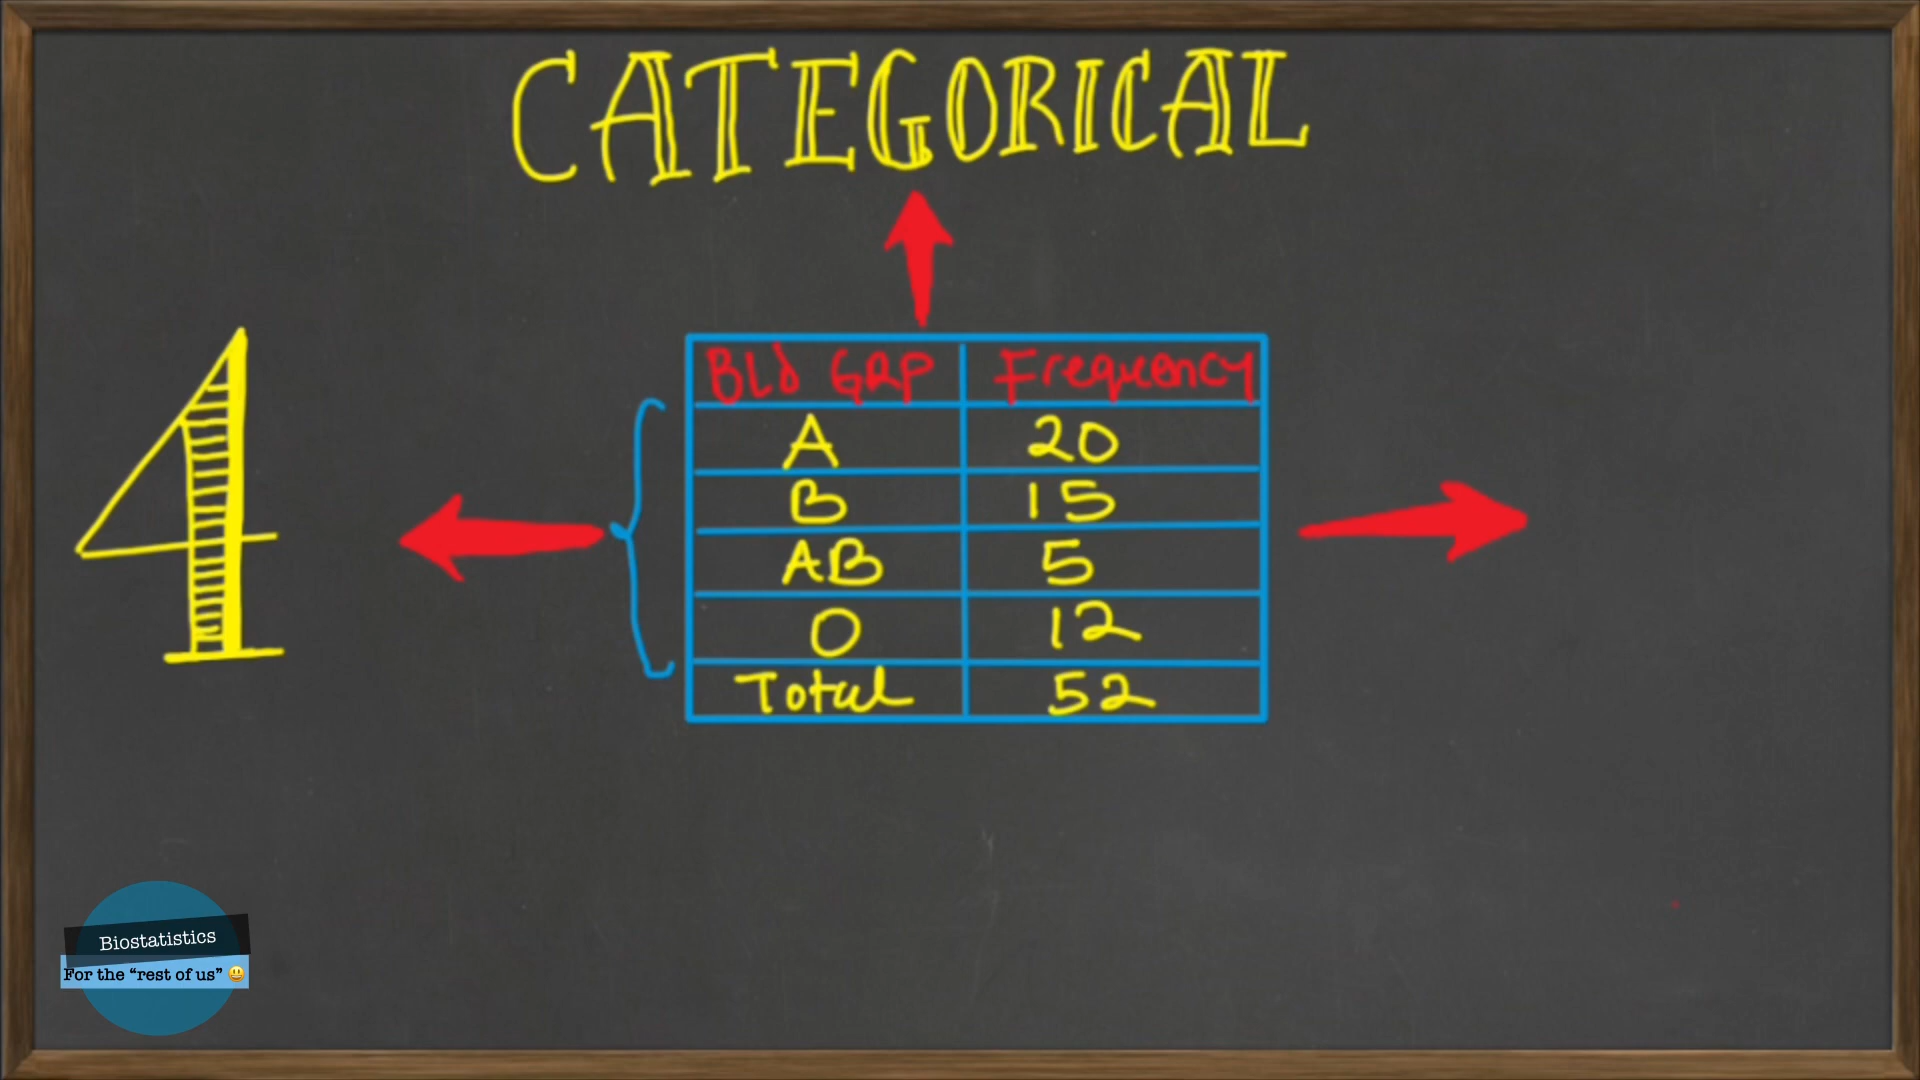 CATEGORICAL
4
Bld GRP Frequency
A 20
B 15
AB 5
O 12
Total 52
Biostatistics
For the “rest of us” 😃